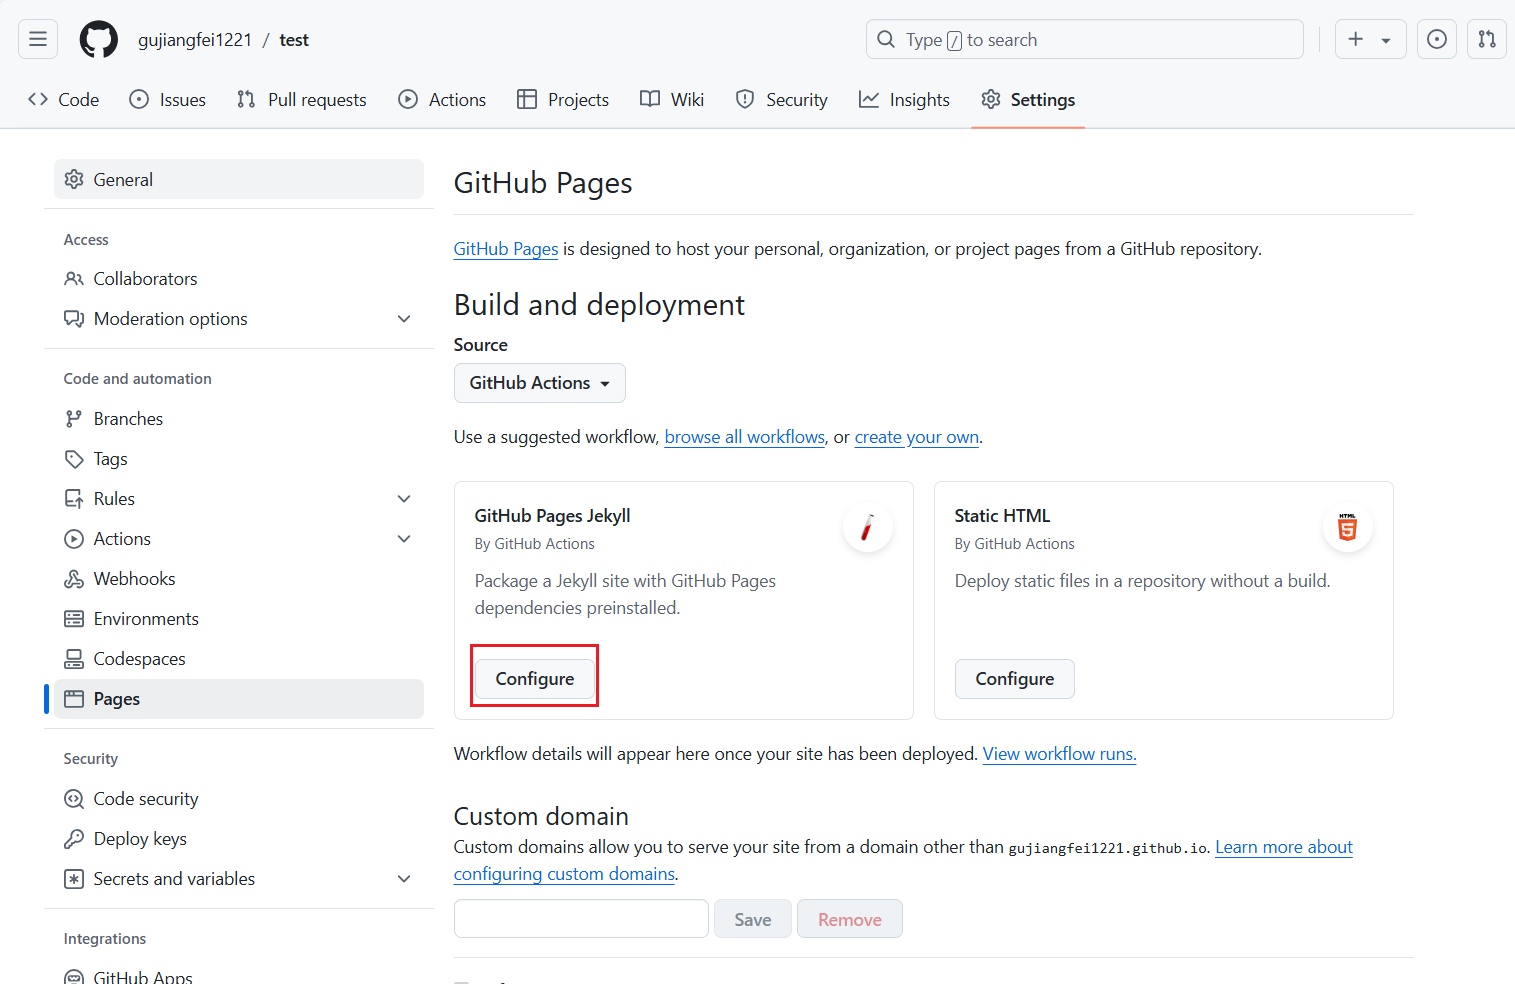 gujiangfei1221 / test
Type / to search
Code Issues Pull requests Actions Projects Wiki Security Insights Settings
General
Access
Collaborators
Moderation options
Code and automation
Branches
Tags
Rules
Actions
Webhooks
Environments
Codespaces
Pages
Security
Code security
Deploy keys
Secrets and variables
Integrations
GitHub Apps
GitHub Pages
GitHub Pages is designed to host your personal, organization, or project pages from a GitHub repository.
Build and deployment
Source
GitHub Actions
Use a suggested workflow, browse all workflows, or create your own.
GitHub Pages Jekyll
By GitHub Actions
Package a Jekyll site with GitHub Pages
dependencies preinstalled.
Configure
Static HTML
HTML
5
By GitHub Actions
Deploy static files in a repository without a build.
Configure
Workflow details will appear here once your site has been deployed. View workflow runs.
Custom domain
Custom domains allow you to serve your site from a domain other than gujiangfei1221.github.io. Learn more about
configuring custom domains.
Save Remove